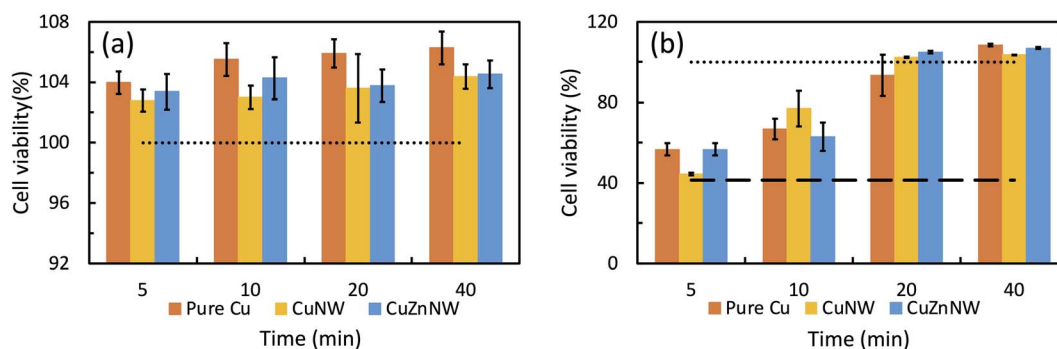 (a)
Cell viability(%)
108
104
100
96
92
5 10 20 40
Pure Cu CuNW CuZnNW
Time (min)
(b)
Cell viability (%)
120
80
40
0
5 10 20 40
Pure Cu CuNW CuZnNW
Time (min)